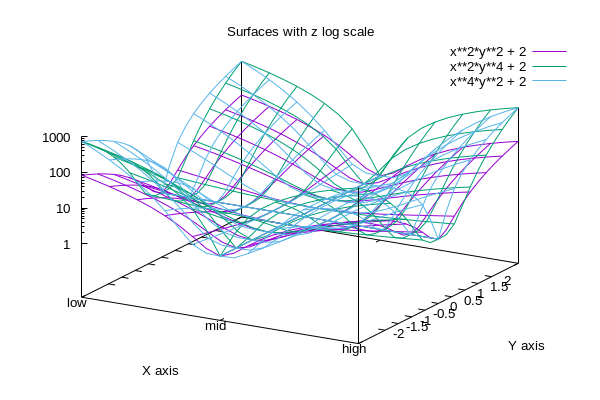 Surfaces with z log scale
x**2*y**2 + 2
x**2*y**4 + 2
x**4*y**2 + 2
1000
100
10
1
low
mid
high
-2
-1.5
-1
-0.5
0
0.5
1
1.5
2
X axis
Y axis